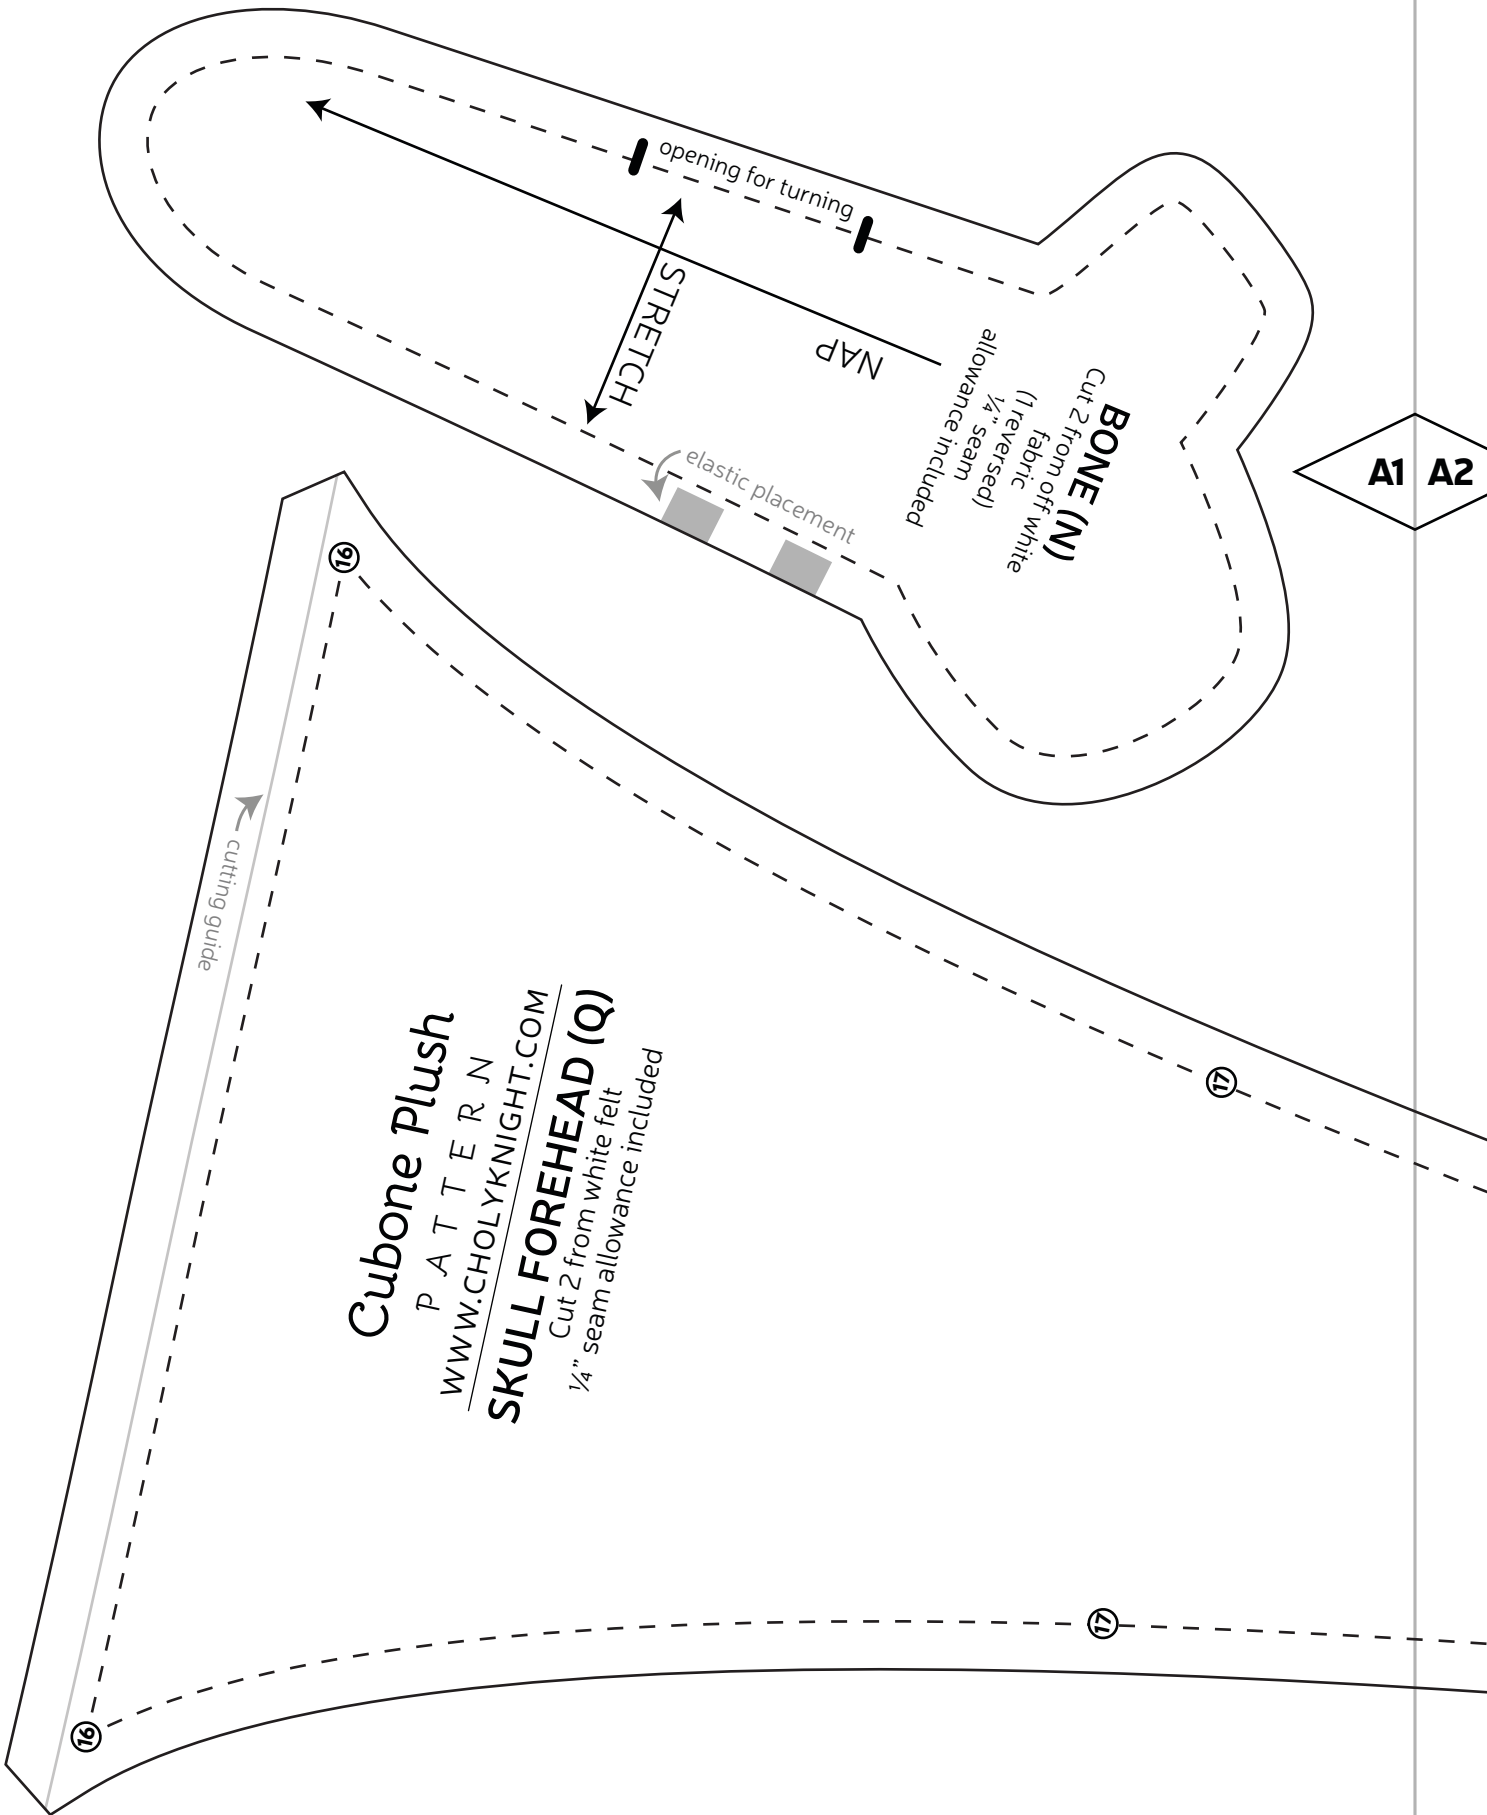 opening for turning
STRETCH
NAP
BONE (N)
Cut 2 from off white
fabric
(1 reversed)
¼” seam
allowance included
elastic placement
A1 A2
16
cutting guide
Cubone Plush
PATTERN
WWW.CHOLYKNIGHT.COM
SKULL FOREHEAD (Q)
Cut 2 from white felt
¼” seam allowance included
17
17
16